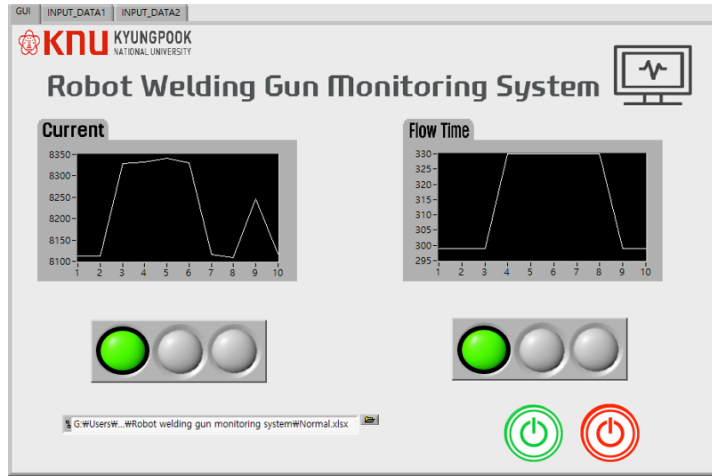 GUI INPUT_DATA1 INPUT_DATA2
KNU KYUNGPOOK
NATIONAL UNIVERSITY
Robot Welding Gun Monitoring System
Current
8350
8300
8250
8200
8150
8100
1 2 3 4 5 6 7 8 9 10
Flow Time
330
325
320
315
310
305
300
295
1 2 3 4 5 6 7 8 9 10
G:₩Users₩...₩Robot welding gun monitoring system₩Normal.xlsx